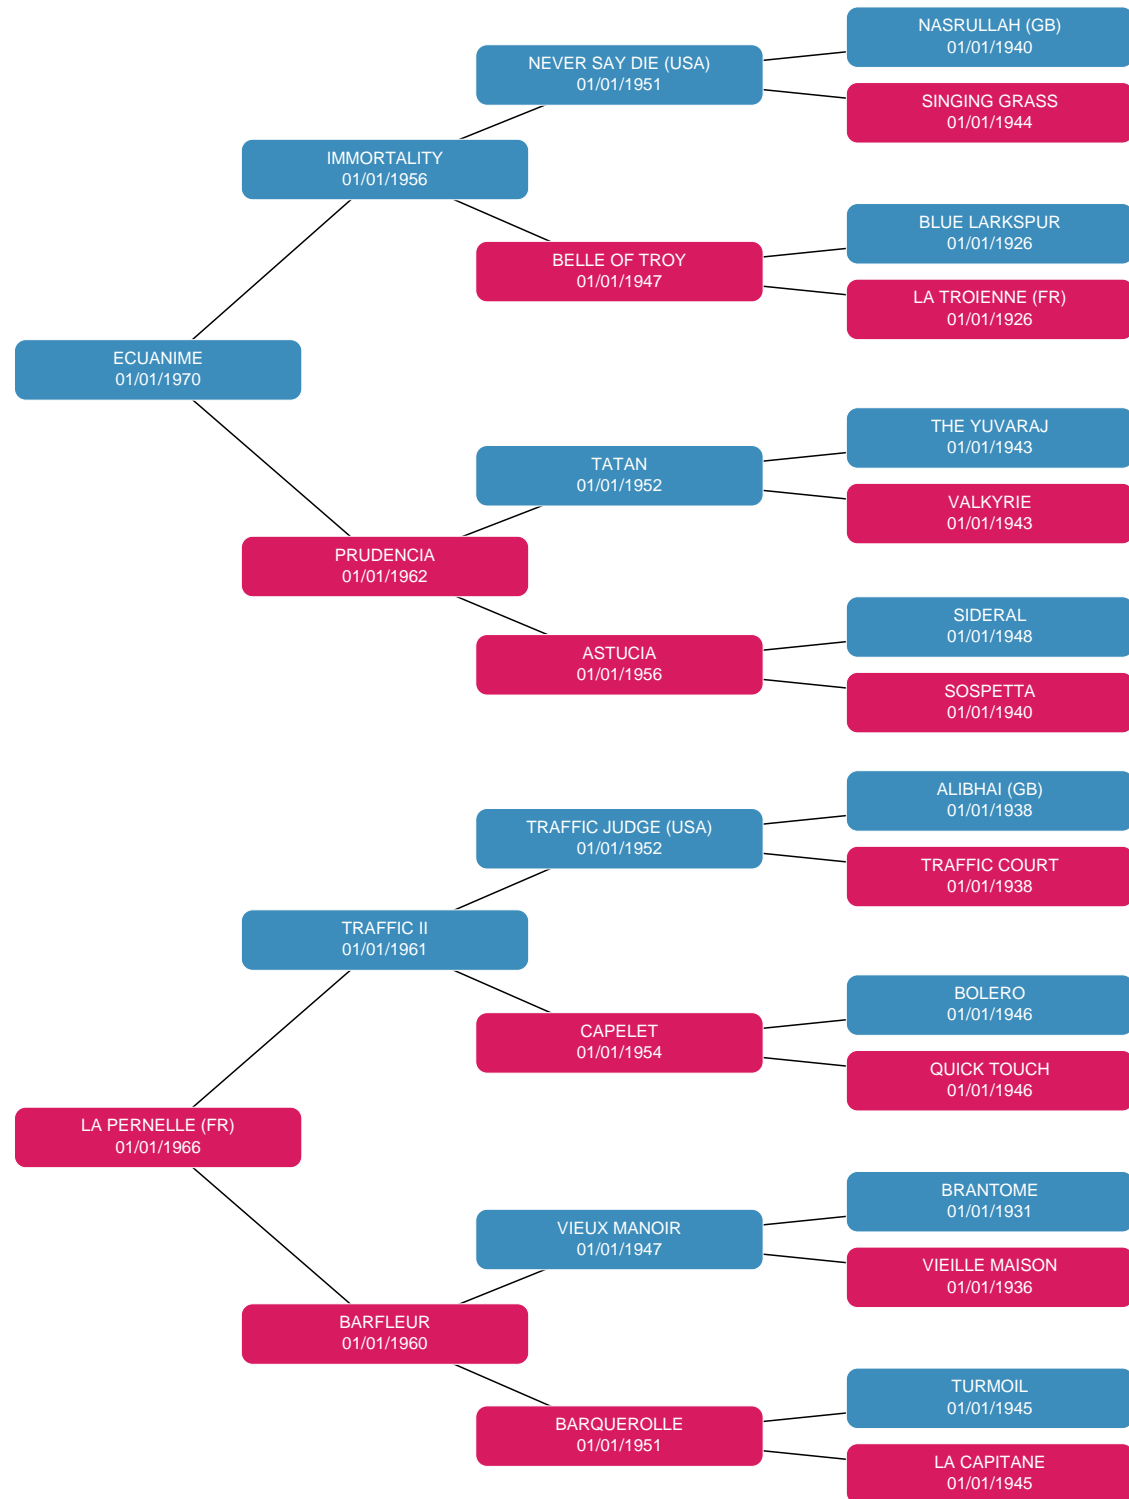 NASRULLAH (GB)
01/01/1940
NEVER SAY DIE (USA)
01/01/1951
SINGING GRASS
01/01/1944
IMMORTALITY
01/01/1956
BLUE LARKSPUR
01/01/1926
BELLE OF TROY
01/01/1947
LA TROIENNE (FR)
01/01/1926
ECUANIME
01/01/1970
THE YUVARAJ
01/01/1943
TATAN
01/01/1952
VALKYRIE
01/01/1943
PRUDENCIA
01/01/1962
SIDERAL
01/01/1948
ASTUCIA
01/01/1956
SOSPETTA
01/01/1940
ALIBHAI (GB)
01/01/1938
TRAFFIC JUDGE (USA)
01/01/1952
TRAFFIC COURT
01/01/1938
TRAFFIC II
01/01/1961
BOLERO
01/01/1946
CAPELET
01/01/1954
QUICK TOUCH
01/01/1946
LA PERNELLE (FR)
01/01/1966
BRANTOME
01/01/1931
VIEUX MANOIR
01/01/1947
VIEILLE MAISON
01/01/1936
BARFLEUR
01/01/1960
TURMOIL
01/01/1945
BARQUEROLLE
01/01/1951
LA CAPITANE
01/01/1945